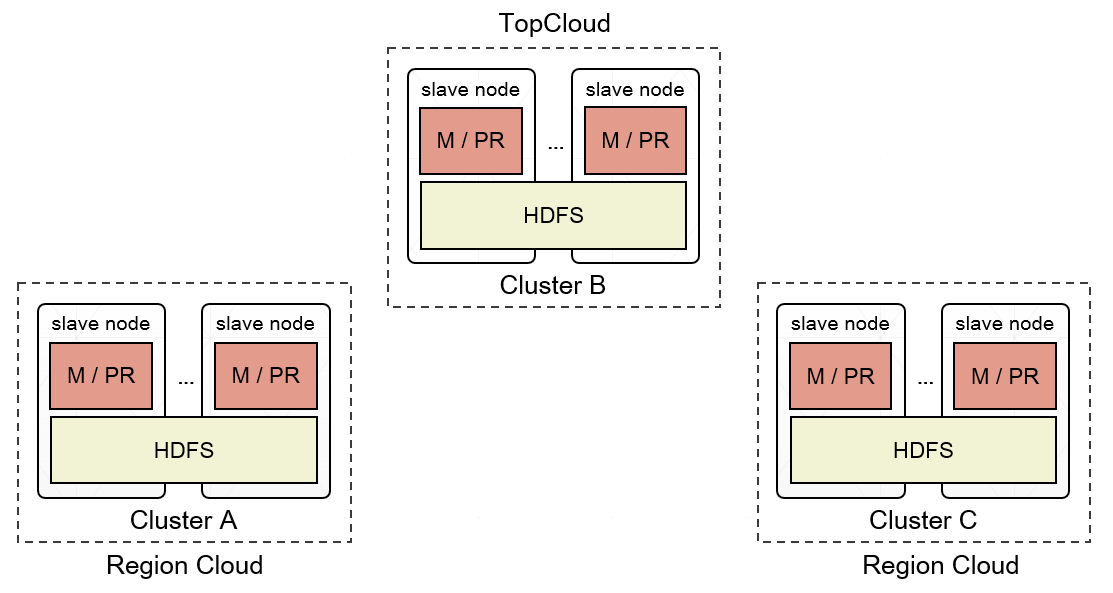 TopCloud
slave node
slave node
M / PR
...
M / PR
HDFS
Cluster B
slave node
slave node
M / PR
...
M / PR
HDFS
Cluster A
Region Cloud
slave node
slave node
M / PR
...
M / PR
HDFS
Cluster C
Region Cloud